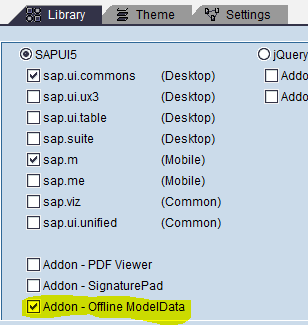 Library Theme Settings
SAPUI5 jQuery
sap.ui.commons (Desktop) Addo
sap.ui.ux3 (Desktop) Addo
sap.ui.table (Desktop)
sap.suite (Desktop)
sap.m (Mobile)
sap.me (Mobile)
sap.viz (Common)
sap.ui.unified (Common)
Addon - PDF Viewer
Addon - SignaturePad
Addon - Offline ModelData